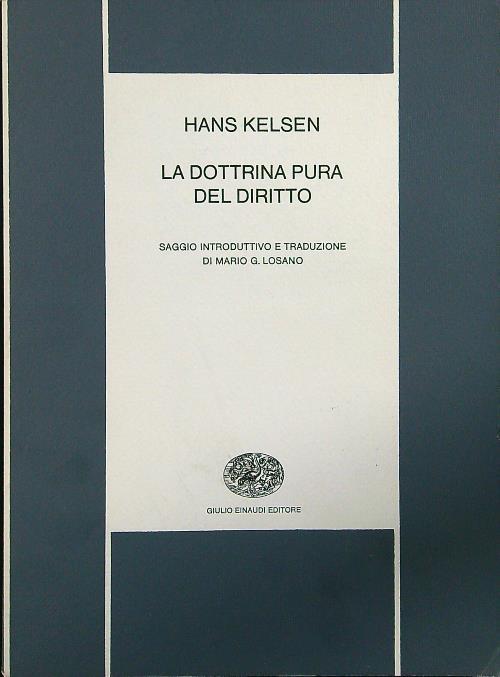 HANS KELSEN
LA DOTTRINA PURA
DEL DIRITTO
SAGGIO INTRODUTTIVO E TRADUZIONE
DI MARIO G. LOSANO
GIULIO EINAUDI EDITORE